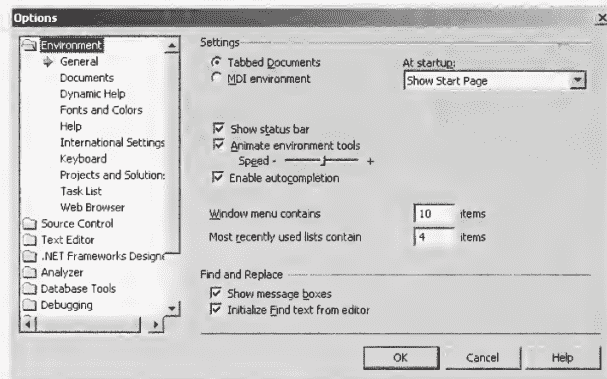 Options
Environment
General
Documents
Dynamic Help
Fonts and Colors
Help
International Settings
Keyboard
Projects and Solution:
Task List
Web Browser
Source Control
Text Editor
.NET Frameworks Designe
Analyzer
Database Tools
Debugging
Settings
Tabbed Documents
MDI environment
At startup:
Show Start Page
Show status bar
Animate environment tools
Speed - +
Enable autocompletion
Window menu contains 10 items
Most recently used lists contain 4 items
Find and Replace
Show message boxes
Initialize Find text from editor
OK Cancel Help